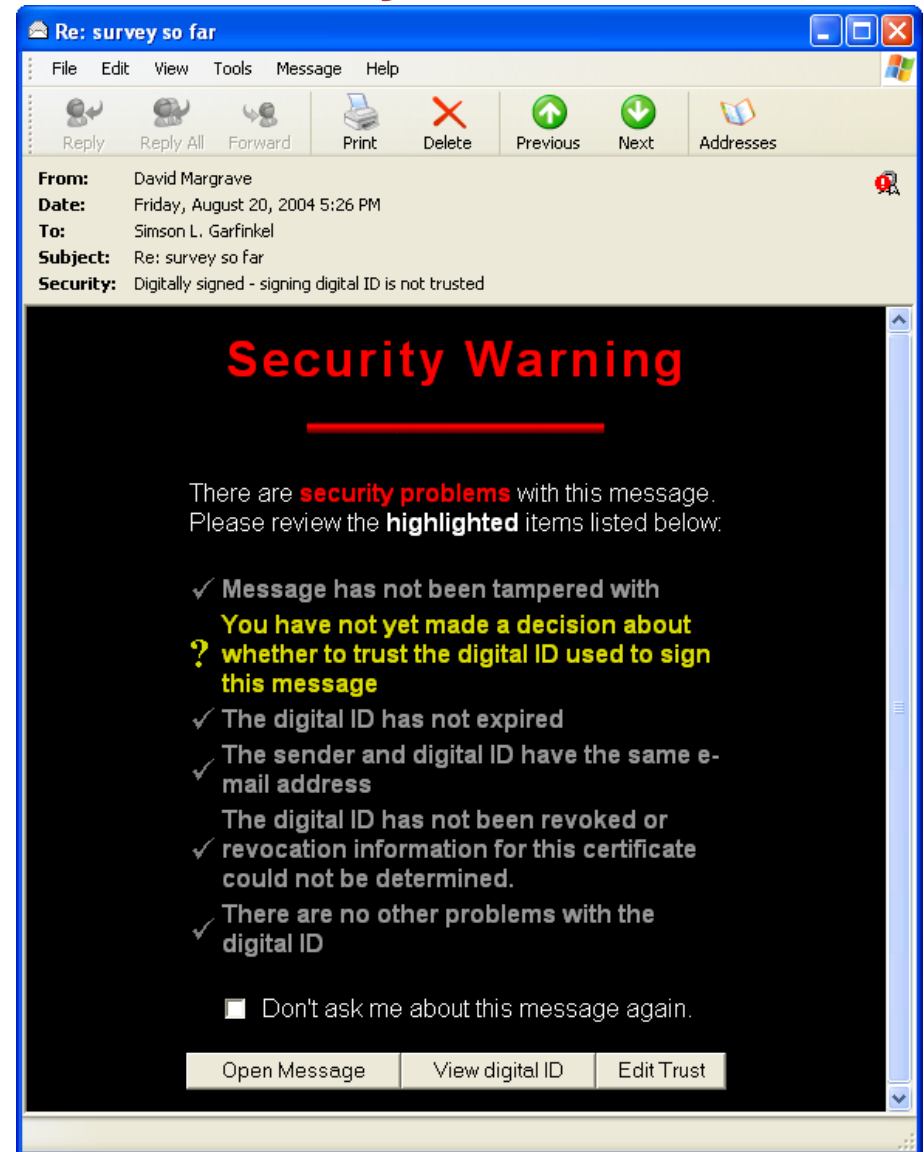 Re: survey so far
File Edit View Tools Message Help
Reply Reply All Forward Print Delete Previous Next Addresses
From: David Margrave
Date: Friday, August 20, 2004 5:26 PM
To: Simson L. Garfinkel
Subject: Re: survey so far
Security: Digitally signed - signing digital ID is not trusted
Security Warning
There are security problems with this message.
Please review the highlighted items listed below:
✓ Message has not been tampered with
You have not yet made a decision about
? whether to trust the digital ID used to sign
this message
✓ The digital ID has not expired
The sender and digital ID have the same e-
✓ mail address
The digital ID has not been revoked or
✓ revocation information for this certificate
could not be determined.
There are no other problems with the
✓ digital ID
Don't ask me about this message again.
Open Message View digital ID Edit Trust